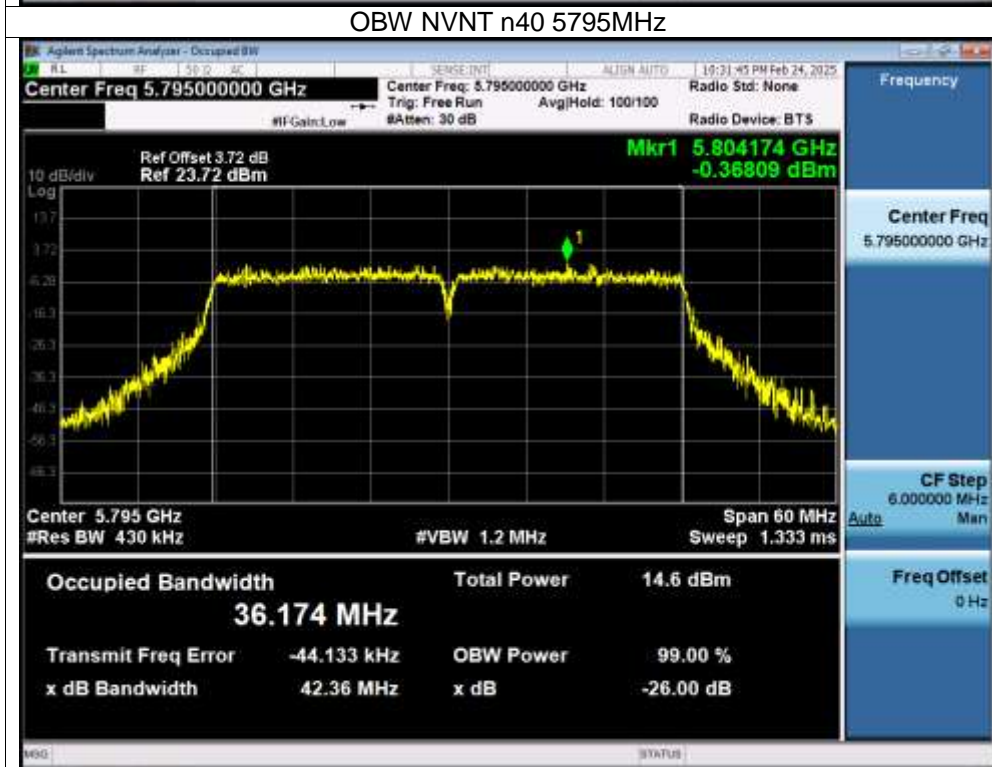 OBW NVNT n40 5795MHz
Agilent Spectrum Analyzer - Occupied BW
RL RF 50 Ω AC SENSE:INT ALIGN AUTO 10:31:45 PM Feb 24, 2025
Center Freq 5.795000000 GHz
Center Freq: 5.795000000 GHz
Radio Std: None
Trig: Free Run Avg|Hold: 100/100
#IFGain:Low #Atten: 30 dB Radio Device: BTS
Frequency
Mkr1 5.804174 GHz
-0.36809 dBm
Ref Offset 3.72 dB
10 dB/div Ref 23.72 dBm
Log
13.7
3.72
-6.28
-16.3
-26.3
-36.3
-46.3
-56.3
-66.3
1
Center 5.795 GHz Span 60 MHz
#Res BW 430 kHz #VBW 1.2 MHz Sweep 1.333 ms
Center Freq
5.795000000 GHz
CF Step
6.000000 MHz
Auto Man
Freq Offset
0 Hz
Occupied Bandwidth
36.174 MHz
Total Power 14.6 dBm
Transmit Freq Error -44.133 kHz OBW Power 99.00 %
x dB Bandwidth 42.36 MHz x dB -26.00 dB
MSG STATUS